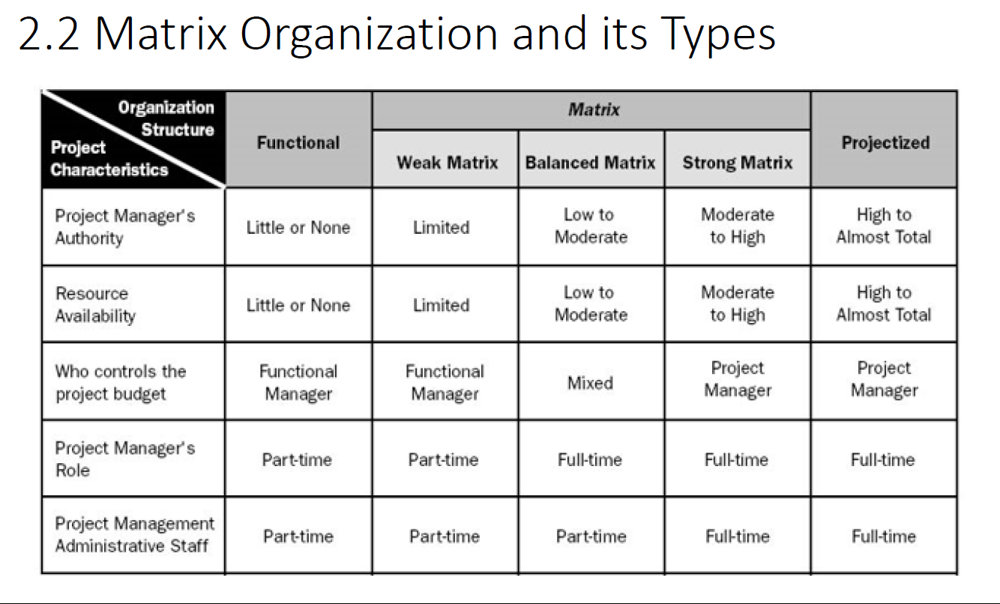 2.2 Matrix Organization and its Types
Organization
Structure
Project
Characteristics
Functional
Matrix
Weak Matrix
Balanced Matrix
Strong Matrix
Projectized
Project Manager's
Authority
Little or None
Limited
Low to
Moderate
Moderate
to High
High to
Almost Total
Resource
Availability
Little or None
Limited
Low to
Moderate
Moderate
to High
High to
Almost Total
Who controls the
project budget
Functional
Manager
Functional
Manager
Mixed
Project
Manager
Project
Manager
Project Manager's
Role
Part-time
Part-time
Full-time
Full-time
Full-time
Project Management
Administrative Staff
Part-time
Part-time
Part-time
Full-time
Full-time